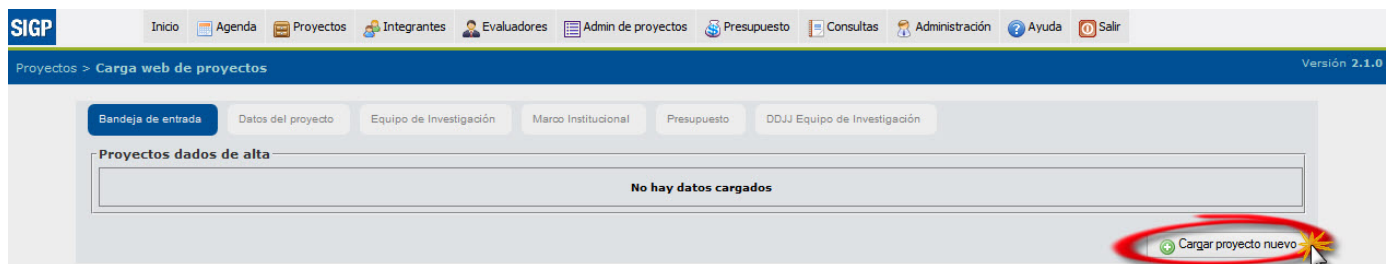 SIGP Inicio Agenda Proyectos Integrantes Evaluadores Admin de proyectos Presupuesto Consultas Administración Ayuda Salir
Proyectos > Carga web de proyectos Versión 2.1.0
Bandeja de entrada Datos del proyecto Equipo de Investigación Marco Institucional Presupuesto DDJJ Equipo de Investigación
Proyectos dados de alta
No hay datos cargados
Cargar proyecto nuevo